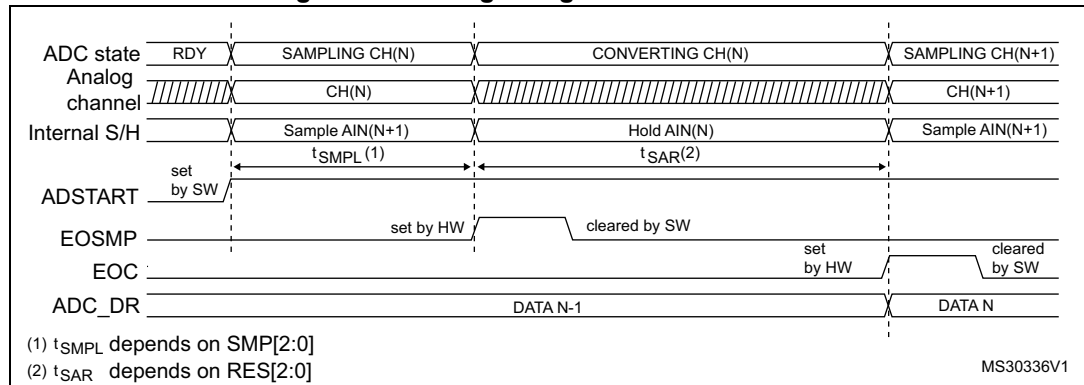 ADC state RDY SAMPLING CH(N) CONVERTING CH(N) SAMPLING CH(N+1)
Analog channel CH(N) CH(N+1)
Internal S/H Sample AIN(N+1) Hold AIN(N) Sample AIN(N+1)
tSMPL(1) tSAR(2)
ADSTART set by SW
EOSMP set by HW cleared by SW
EOC set by HW cleared by SW
ADC_DR DATA N-1 DATA N
(1) tSMPL depends on SMP[2:0]
(2) tSAR depends on RES[2:0]
MS30336V1